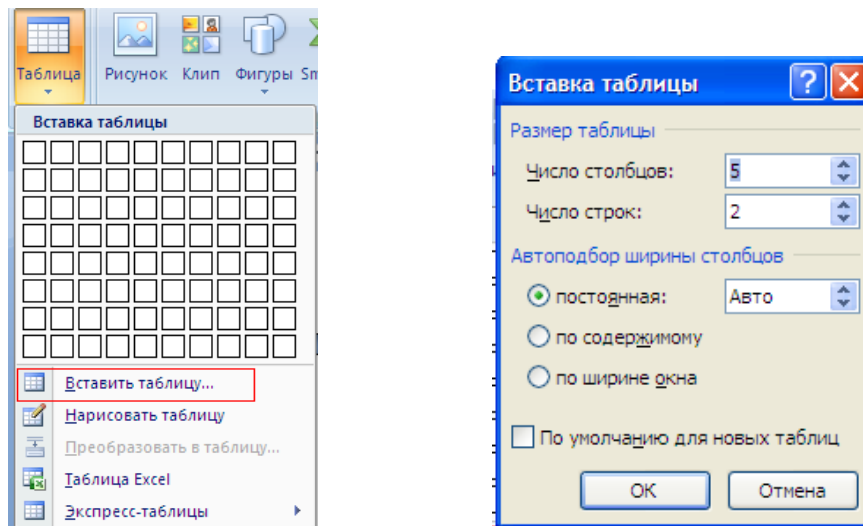 Таблица Рисунок Клип Фигуры Sm
Вставка таблицы
Вставить таблицу...
Нарисовать таблицу
Преобразовать в таблицу...
Таблица Excel
Экспресс-таблицы
Вставка таблицы
Размер таблицы
Число столбцов: 5
Число строк: 2
Автоподбор ширины столбцов
постоянная: Авто
по содержимому
по ширине окна
По умолчанию для новых таблиц
ОК Отмена